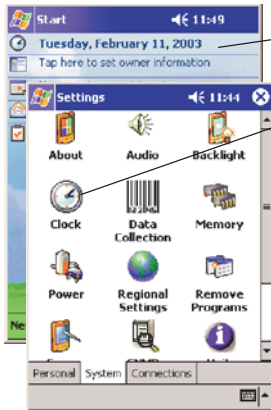 Start 11:49
Tuesday, February 11, 2003
Tap here to set owner information
Settings 11:44
About Audio Backlight
Clock Data Collection Memory
Power Regional Settings Remove Programs
Ne
Personal System Connections